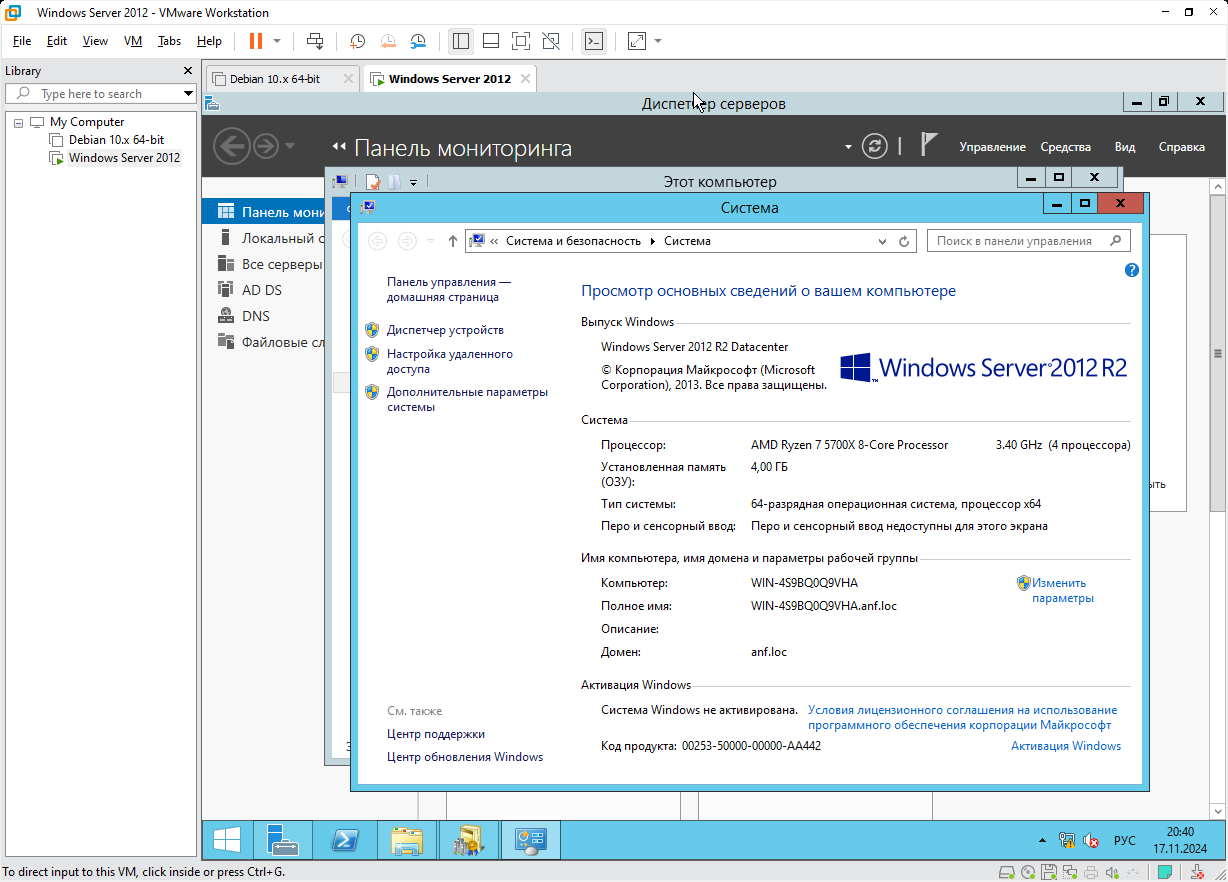 Windows Server 2012 - VMware Workstation
File Edit View VM Tabs Help
Library
Type here to search
My Computer
Debian 10.x 64-bit
Windows Server 2012
Debian 10.x 64-bit
Windows Server 2012
Диспетчер серверов
Панель мониторинга
Управление Средства Вид Справка
Панель мони
Локальный с
Все серверы
AD DS
DNS
Файловые сл
Этот компьютер
Система
« Система и безопасность Система
Поиск в панели управления
Панель управления —
домашняя страница
Диспетчер устройств
Настройка удаленного
доступа
Дополнительные параметры
системы
См. также
Центр поддержки
Центр обновления Windows
Просмотр основных сведений о вашем компьютере
Выпуск Windows
Windows Server 2012 R2 Datacenter
© Корпорация Майкрософт (Microsoft
Corporation), 2013. Все права защищены.
Windows Server 2012 R2
Система
Процессор: AMD Ryzen 7 5700X 8-Core Processor 3.40 GHz (4 процессора)
Установленная память
(ОЗУ): 4,00 ГБ
Тип системы: 64-разрядная операционная система, процессор x64
Перо и сенсорный ввод: Перо и сенсорный ввод недоступны для этого экрана
Имя компьютера, имя домена и параметры рабочей группы
Компьютер: WIN-4S9BQ0Q9VHA
Изменить
параметры
Полное имя: WIN-4S9BQ0Q9VHA.anf.loc
Описание:
Домен: anf.loc
Активация Windows
Система Windows не активирована. Условия лицензионного соглашения на использование
программного обеспечения корпорации Майкрософт
Код продукта: 00253-50000-00000-AA442
Активация Windows
ыть
РУС
20:40
17.11.2024
To direct input to this VM, click inside or press Ctrl+G.